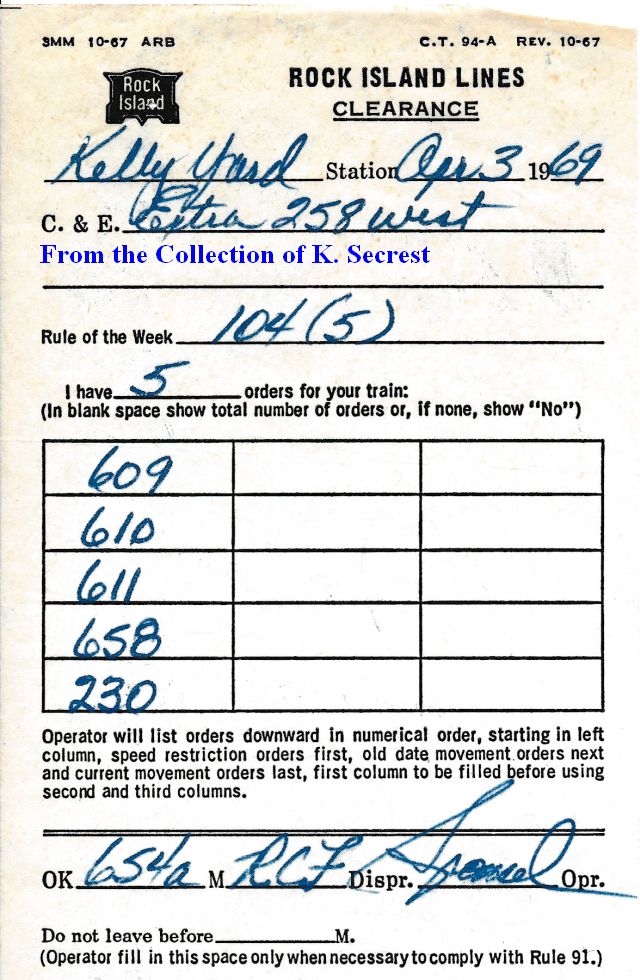 3MM 10-67 ARB C.T. 94-A REV. 10-67
Rock Island
ROCK ISLAND LINES
CLEARANCE
Kelly Yard Station Apr. 3 1969
C. & E. Extra 258 West
From the Collection of K. Secrest
Rule of the Week 104 (5)
I have 5 orders for your train:
(In blank space show total number of orders or, if none, show "No")
609
610
611
658
230
Operator will list orders downward in numerical order, starting in left
column, speed restriction orders first, old date movement orders next
and current movement orders last, first column to be filled before using
second and third columns.
OK 654a M RCF Dispr. Opr.
Do not leave before M.
(Operator fill in this space only when necessary to comply with Rule 91.)